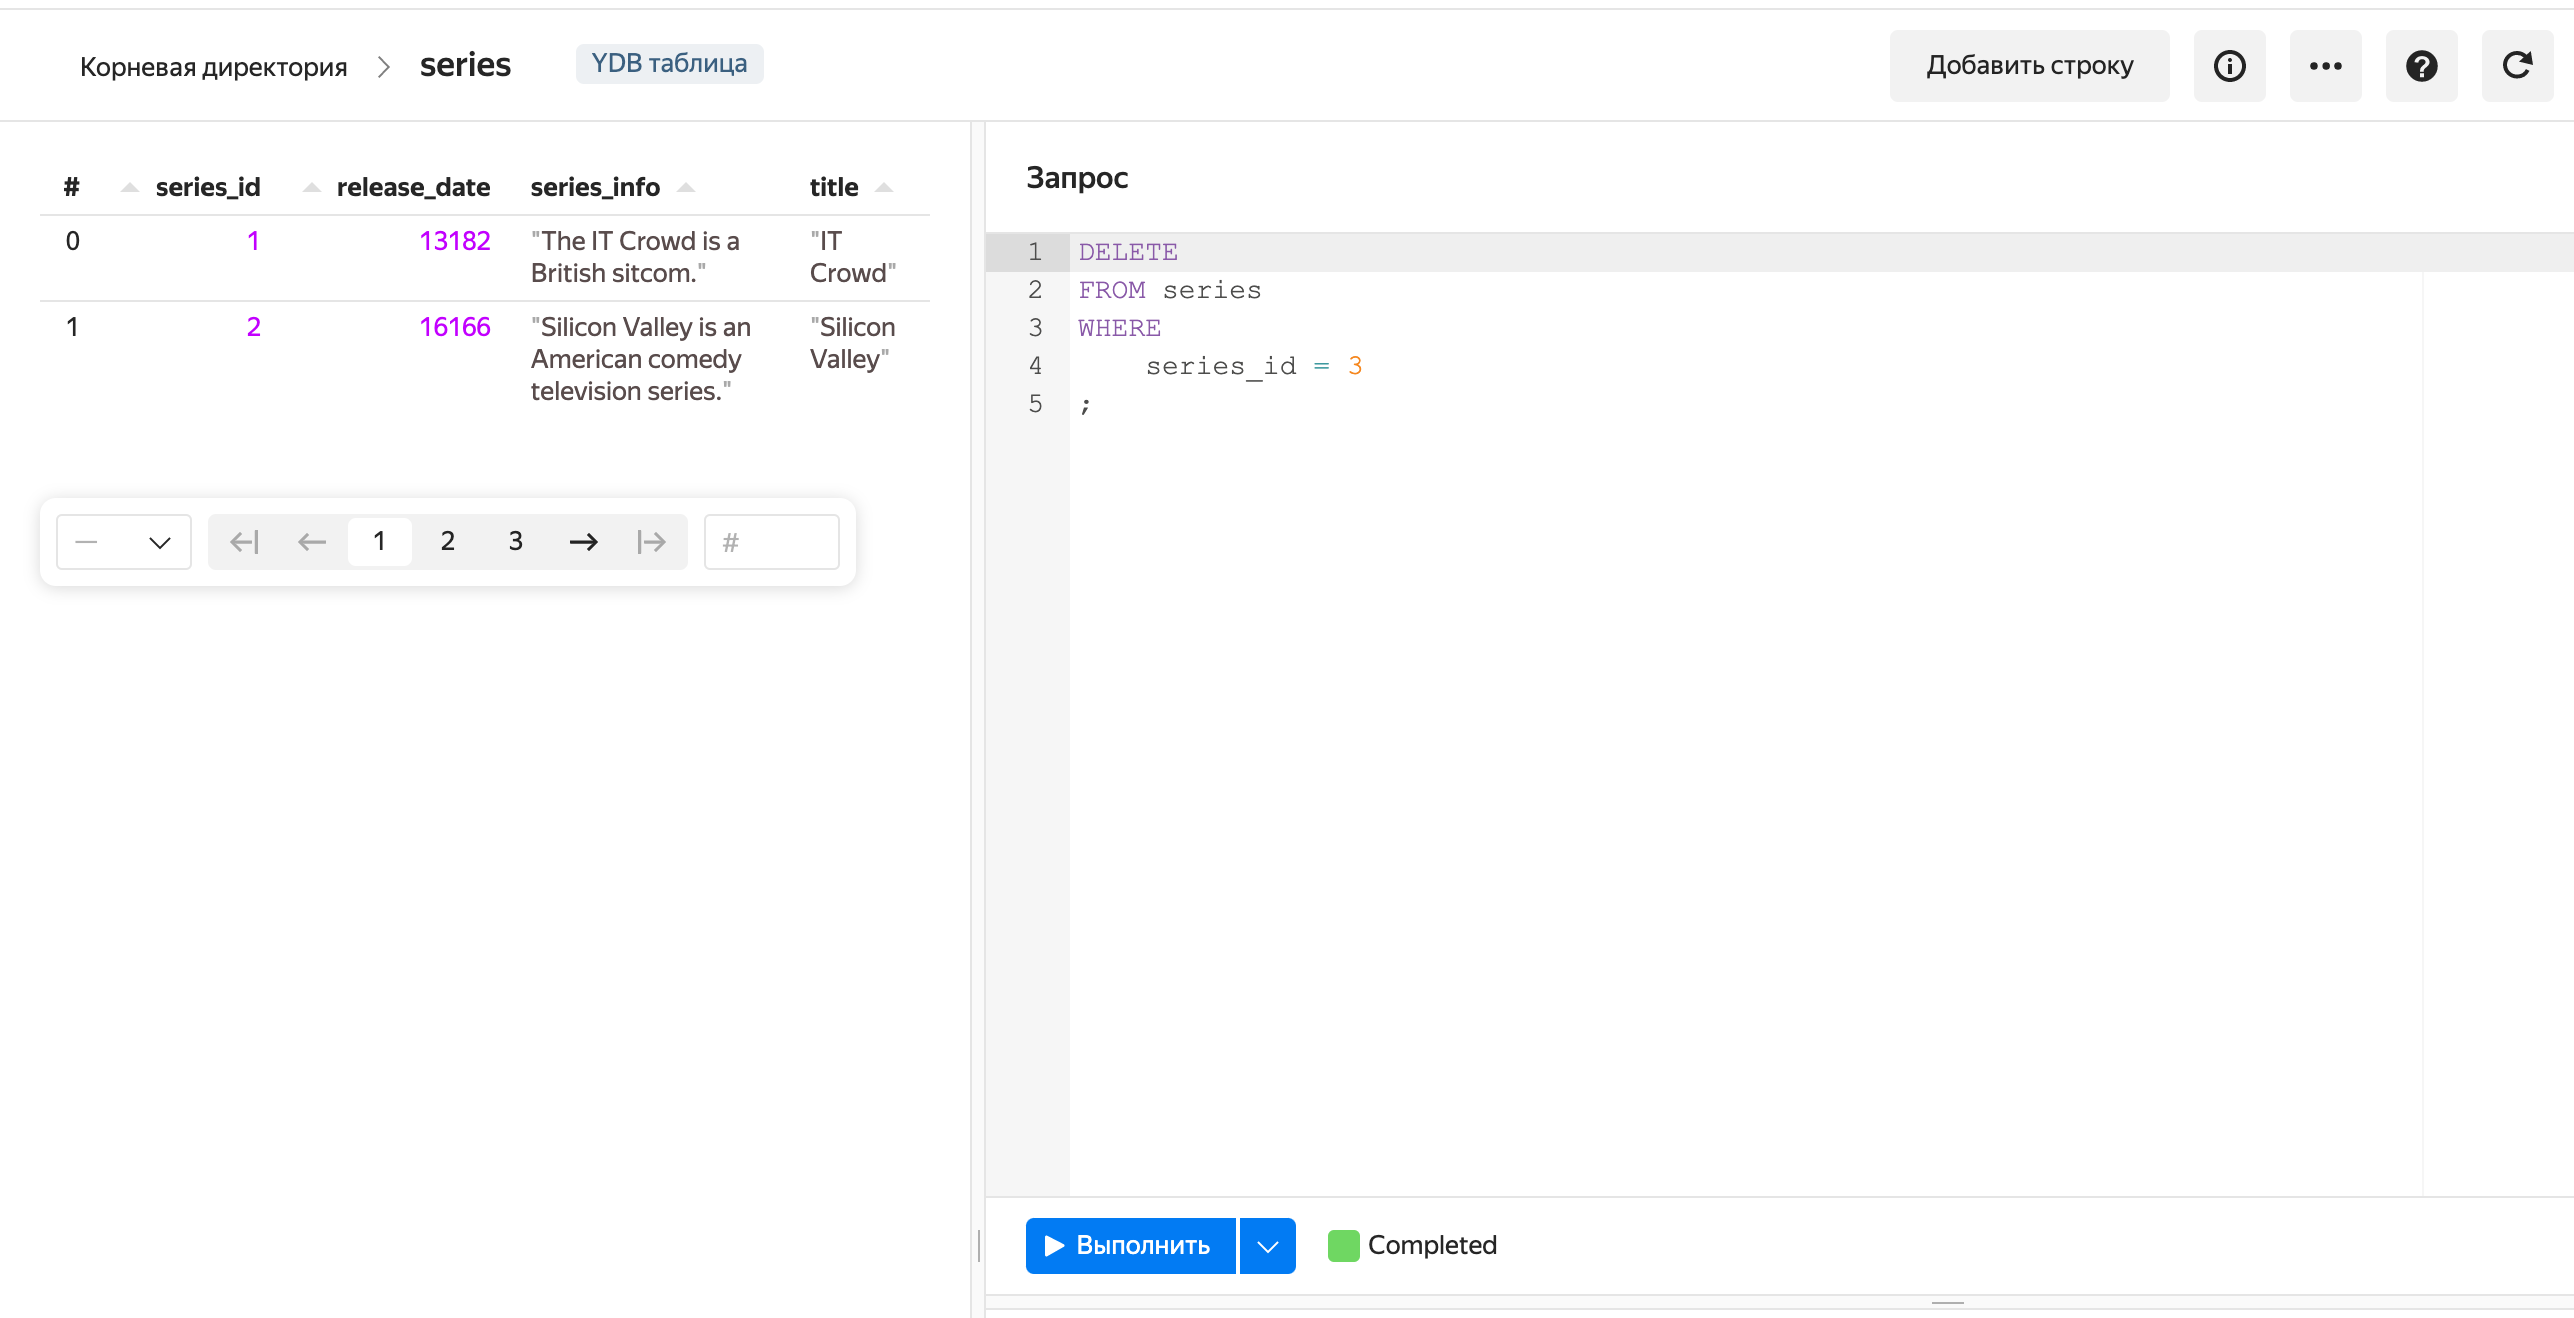 Корневая директория > series YDB таблица Добавить строку
# series_id release_date series_info title
0 1 13182 "The IT Crowd is a "IT
British sitcom." Crowd"
1 2 16166 "Silicon Valley is an "Silicon
American comedy Valley"
television series."
— 1 2 3 #
Запрос
1 DELETE
2 FROM series
3 WHERE
4 series_id = 3
5 ;
Выполнить Completed